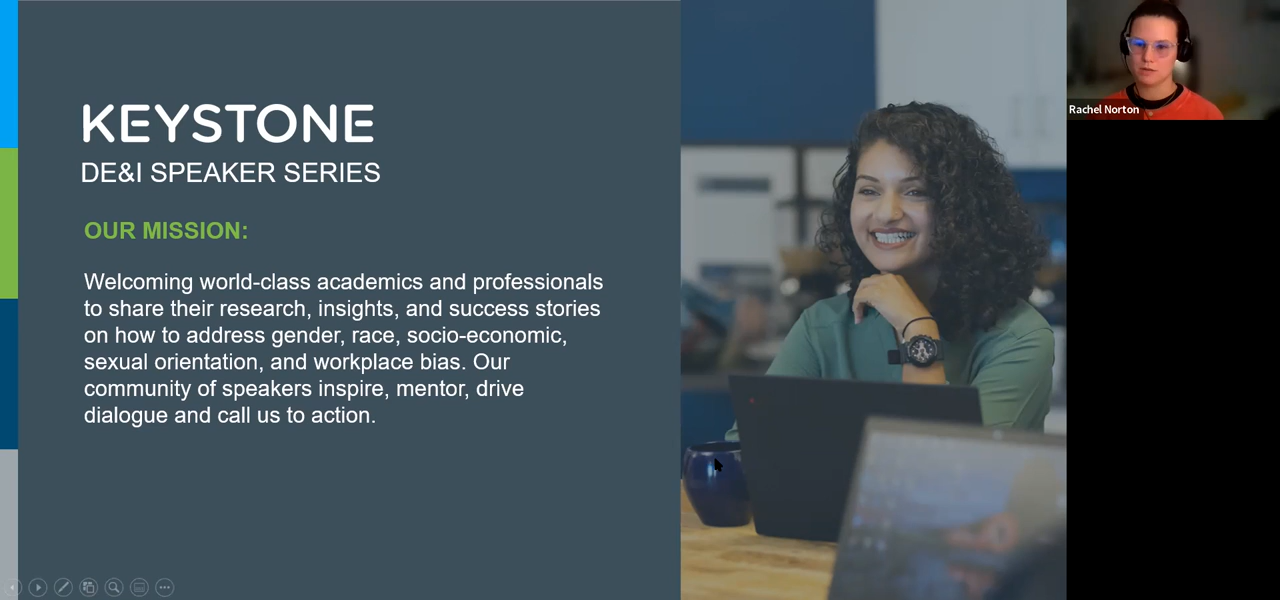 KEYSTONE
DE&I SPEAKER SERIES
OUR MISSION:
Welcoming world-class academics and professionals
to share their research, insights, and success stories
on how to address gender, race, socio-economic,
sexual orientation, and workplace bias. Our
community of speakers inspire, mentor, drive
dialogue and call us to action.
Rachel Norton